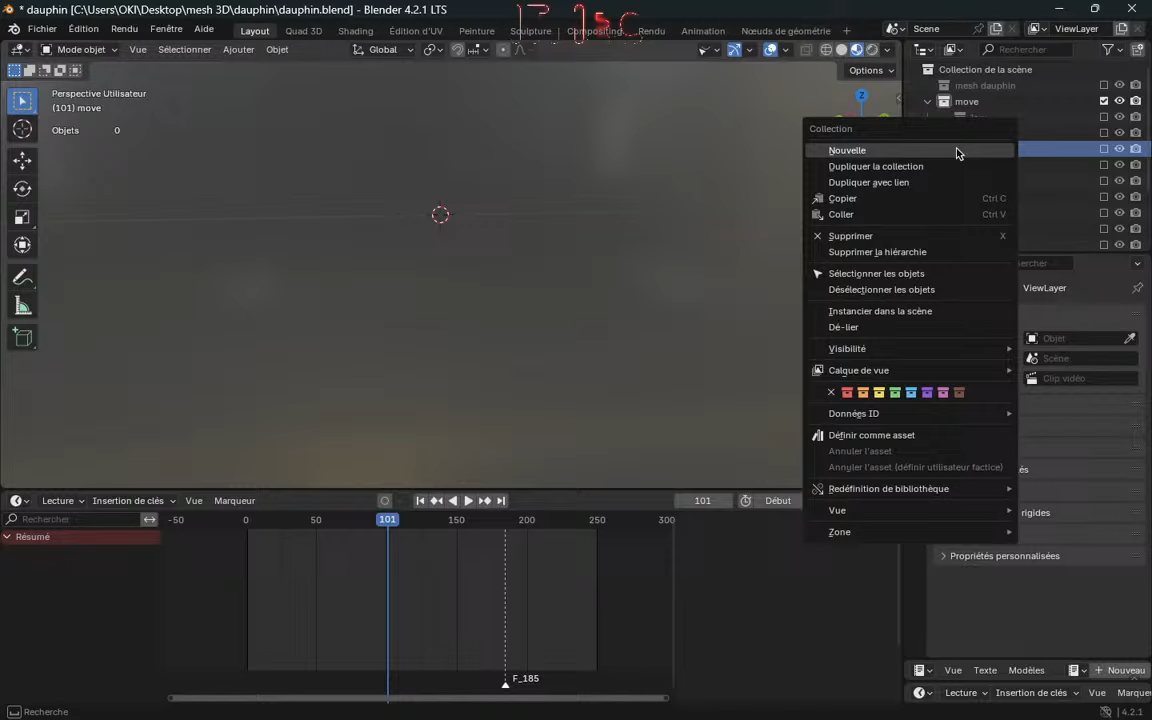 * dauphin [C:\Users\OKI\Desktop\mesh 3D\dauphin\dauphin.blend] - Blender 4.2.1 LTS
Fichier Édition Rendu Fenêtre Aide Layout Quad 3D Shading Édition d'UV Peinture Sculpture Compositing Rendu Animation Nœuds de géométrie + Scene ViewLayer
Mode objet Vue Sélectionner Ajouter Objet Global Rechercher
Options
Perspective Utilisateur
(101) move
Objets 0
Z
Collection de la scène
mesh dauphin
move
Collection
Nouvelle
Dupliquer la collection
Dupliquer avec lien
Copier Ctrl C
Coller Ctrl V
Supprimer X
Supprimer la hiérarchie
Sélectionner les objets
Désélectionner les objets
Instancier dans la scène
Dé-lier
Visibilité
Calque de vue
Données ID
Définir comme asset
Annuler l'asset
Annuler l'asset (définir utilisateur factice)
Redéfinition de bibliothèque
Vue
Zone
ercher
ViewLayer
Objet
Scène
Clip vidéo
és
rigides
Propriétés personnalisées
Lecture Insertion de clés Vue Marqueur 101 Début
Rechercher -50 0 50 101 150 200 250 300
Résumé
F_185
Vue Texte Modèles + Nouveau
Lecture Insertion de clés Vue Marque
Recherche 4.2.1